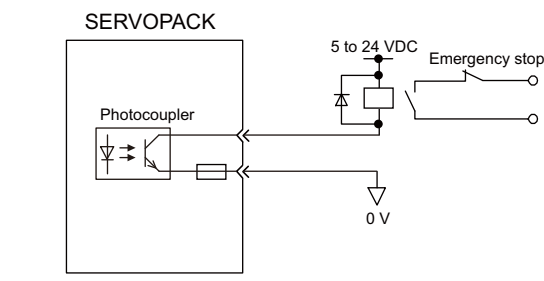 SERVOPACK
5 to 24 VDC
Emergency stop
Photocoupler
0 V